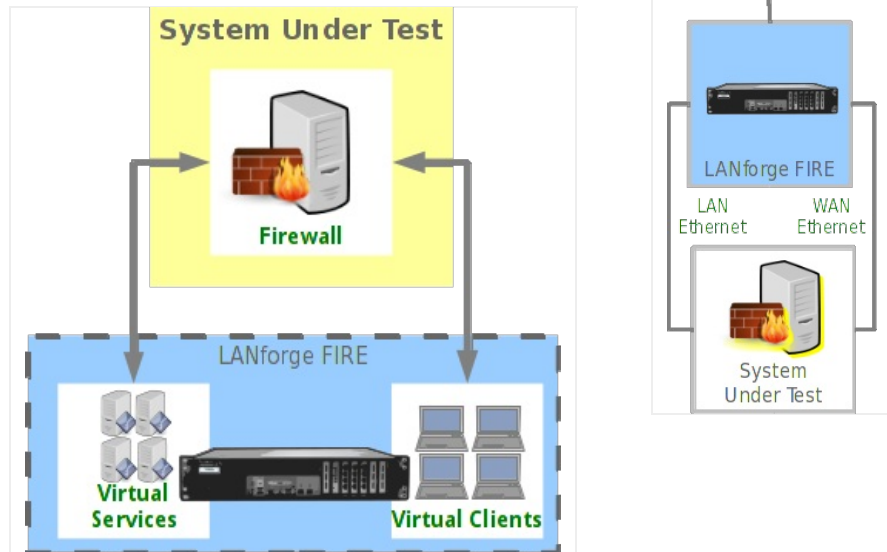 System Under Test
Firewall
LANforge FIRE
Virtual
Services
Virtual Clients
LANforge FIRE
LAN
Ethernet
WAN
Ethernet
System
Under Test